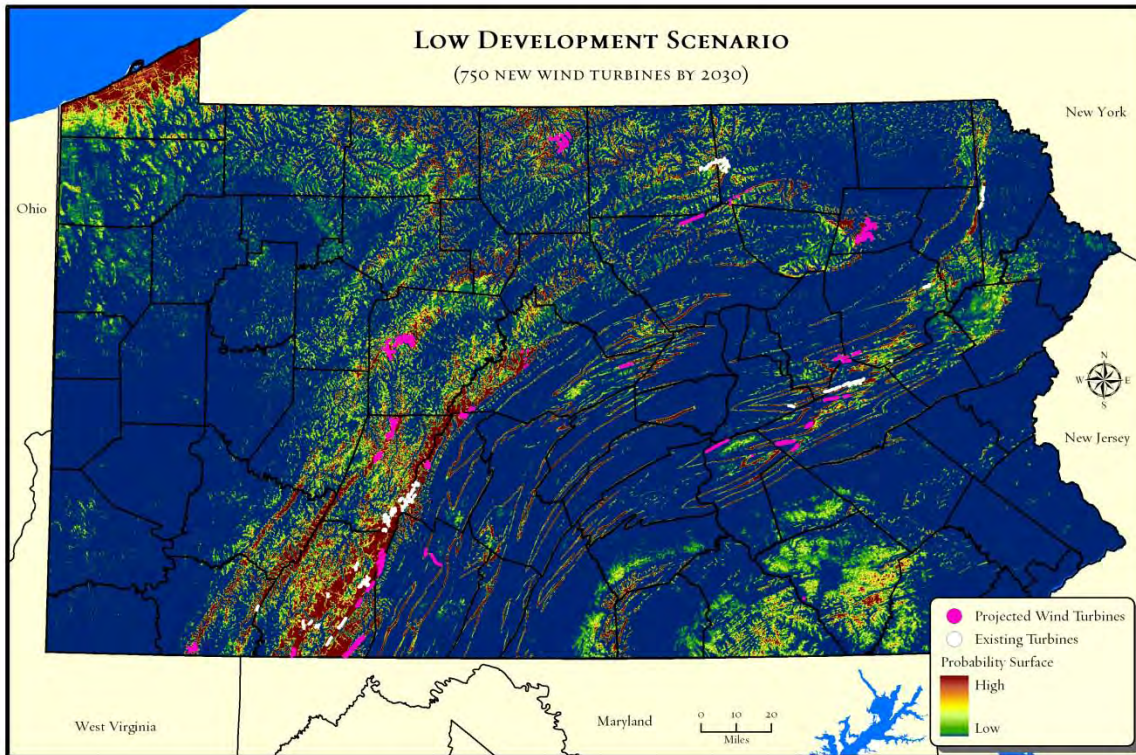 LOW DEVELOPMENT SCENARIO
(750 NEW WIND TURBINES BY 2030)
New York
Ohio
N
W E
S
New Jersey
Projected Wind Turbines
Existing Turbines
Probability Surface
High
Low
West Virginia
Maryland
0 10 20
Miles